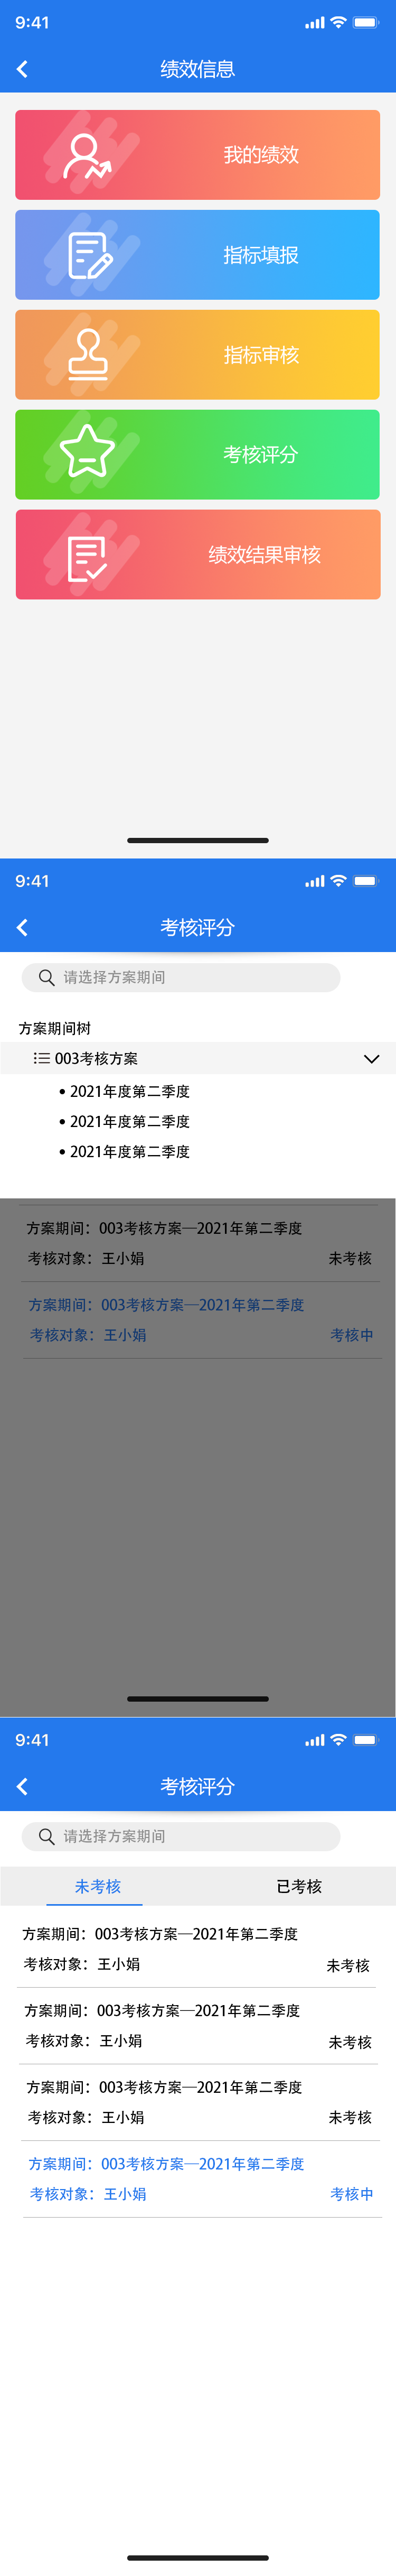 9:41
绩效信息
我的绩效
指标填报
指标审核
考核评分
绩效结果审核
9:41
考核评分
请选择方案期间
方案期间树
003考核方案
• 2021年度第二季度
• 2021年度第二季度
• 2021年度第二季度
方案期间：003考核方案—2021年第二季度
考核对象：王小娟 未考核
方案期间：003考核方案—2021年第二季度
考核对象：王小娟 考核中
9:41
考核评分
请选择方案期间
未考核 已考核
方案期间：003考核方案—2021年第二季度
考核对象：王小娟 未考核
方案期间：003考核方案—2021年第二季度
考核对象：王小娟 未考核
方案期间：003考核方案—2021年第二季度
考核对象：王小娟 未考核
方案期间：003考核方案—2021年第二季度
考核对象：王小娟 考核中